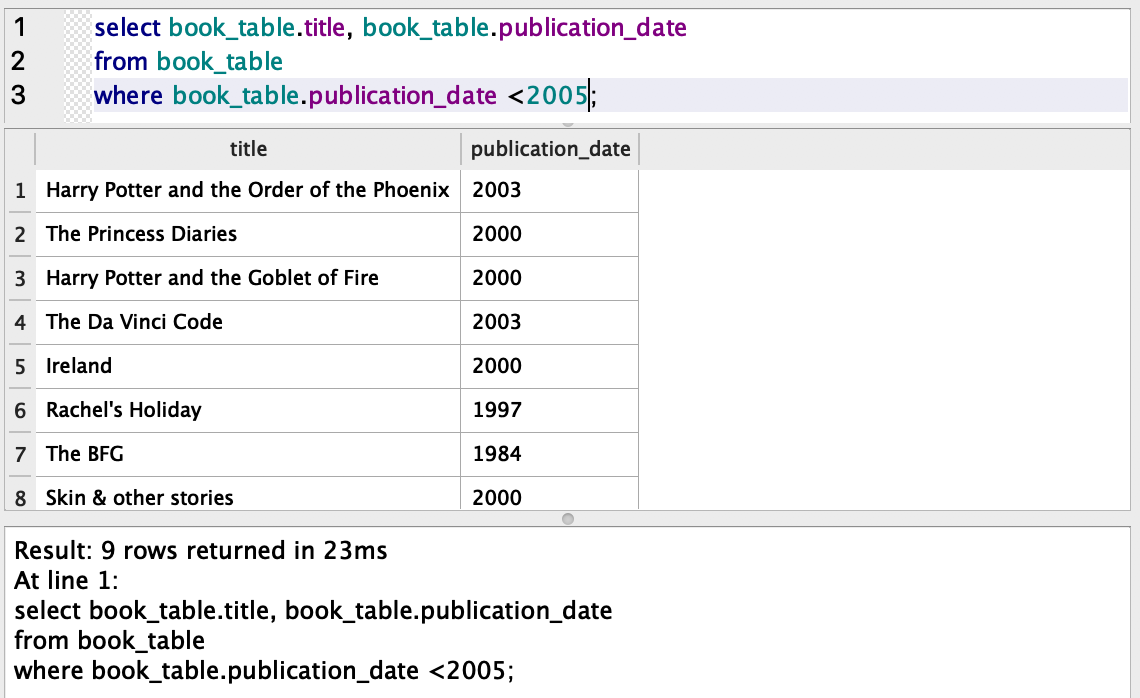 1 select book_table.title, book_table.publication_date
2 from book_table
3 where book_table.publication_date <2005;
title publication_date
1 Harry Potter and the Order of the Phoenix 2003
2 The Princess Diaries 2000
3 Harry Potter and the Goblet of Fire 2000
4 The Da Vinci Code 2003
5 Ireland 2000
6 Rachel's Holiday 1997
7 The BFG 1984
8 Skin & other stories 2000
Result: 9 rows returned in 23ms
At line 1:
select book_table.title, book_table.publication_date
from book_table
where book_table.publication_date <2005;